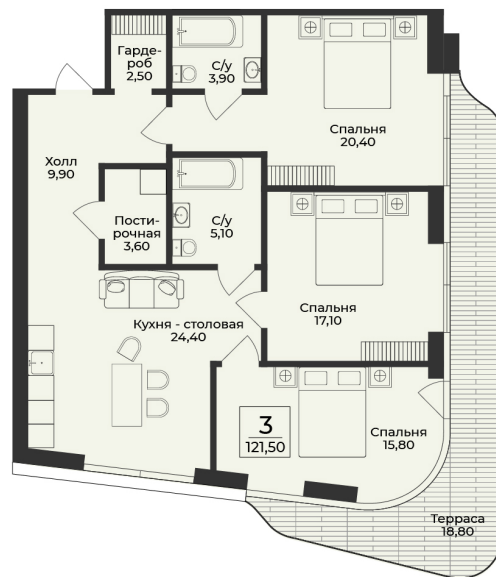 Гарде-
роб
2,50
С/у
3,90
Спальня
20,40
Холл
9,90
Пости-
рочная
3,60
С/у
5,10
Спальня
17,10
Кухня - столовая
24,40
3
121,50
Спальня
15,80
Терраса
18,80